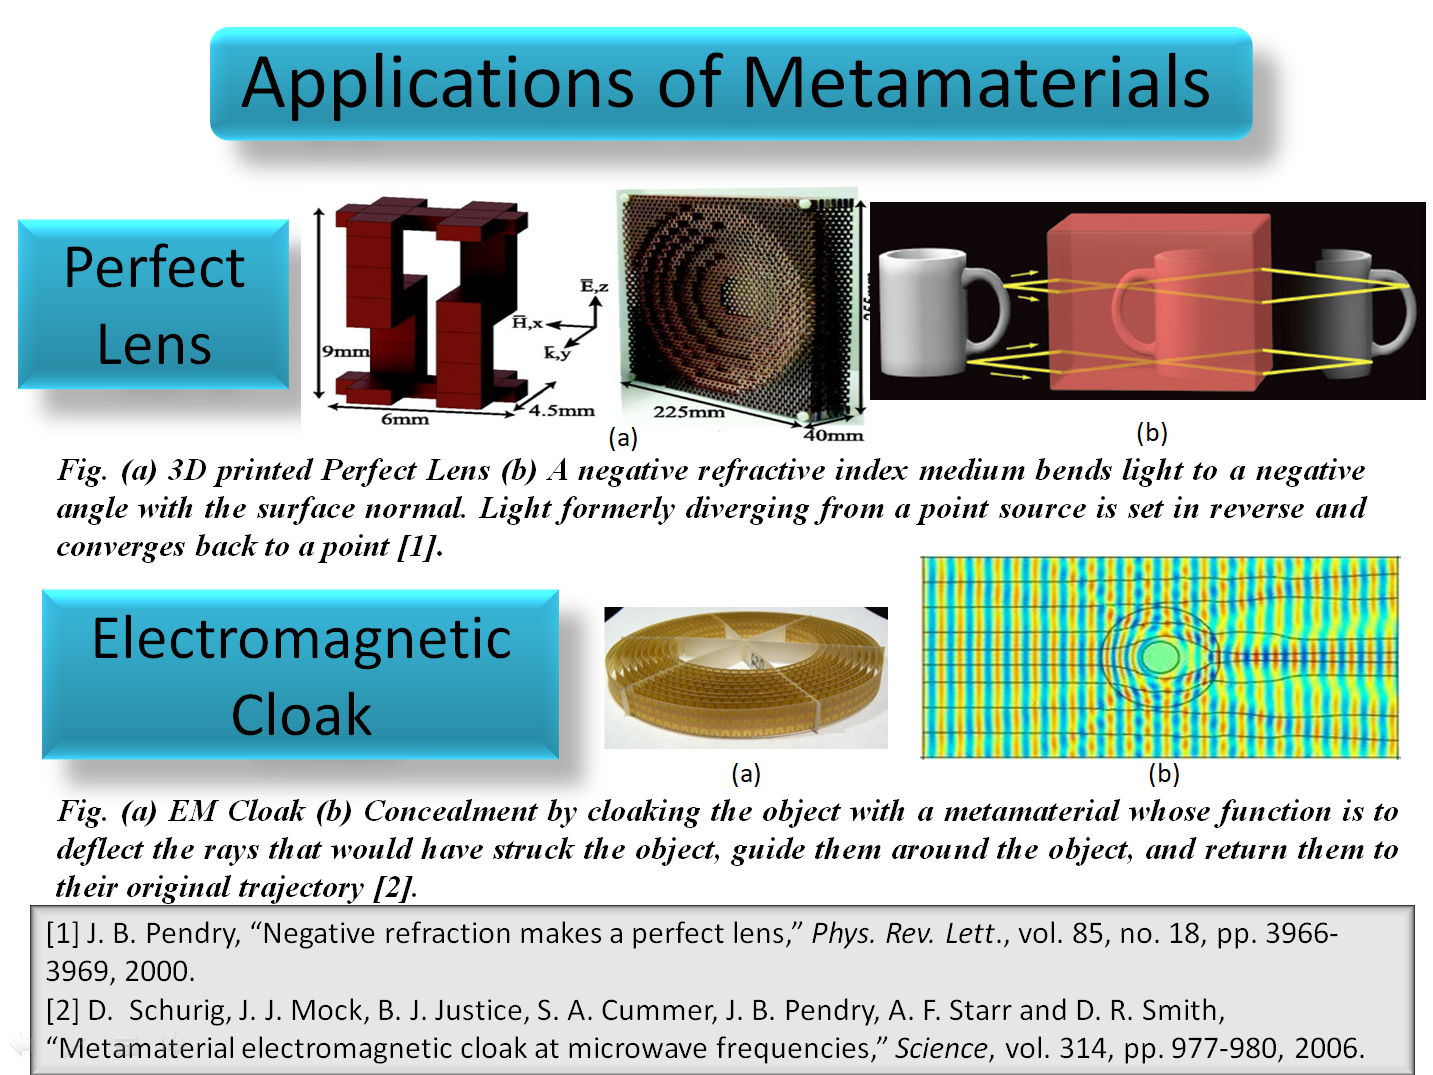 Applications of Metamaterials
Perfect
Lens
9mm
6mm
4.5mm
E,z
H,x
k,y
225mm
40mm
(a)
(b)
Fig. (a) 3D printed Perfect Lens (b) A negative refractive index medium bends light to a negative
angle with the surface normal. Light formerly diverging from a point source is set in reverse and
converges back to a point [1].
Electromagnetic
Cloak
(a)
(b)
Fig. (a) EM Cloak (b) Concealment by cloaking the object with a metamaterial whose function is to
deflect the rays that would have struck the object, guide them around the object, and return them to
their original trajectory [2].
[1] J. B. Pendry, “Negative refraction makes a perfect lens,” Phys. Rev. Lett., vol. 85, no. 18, pp. 3966-
3969, 2000.
[2] D. Schurig, J. J. Mock, B. J. Justice, S. A. Cummer, J. B. Pendry, A. F. Starr and D. R. Smith,
“Metamaterial electromagnetic cloak at microwave frequencies,” Science, vol. 314, pp. 977-980, 2006.